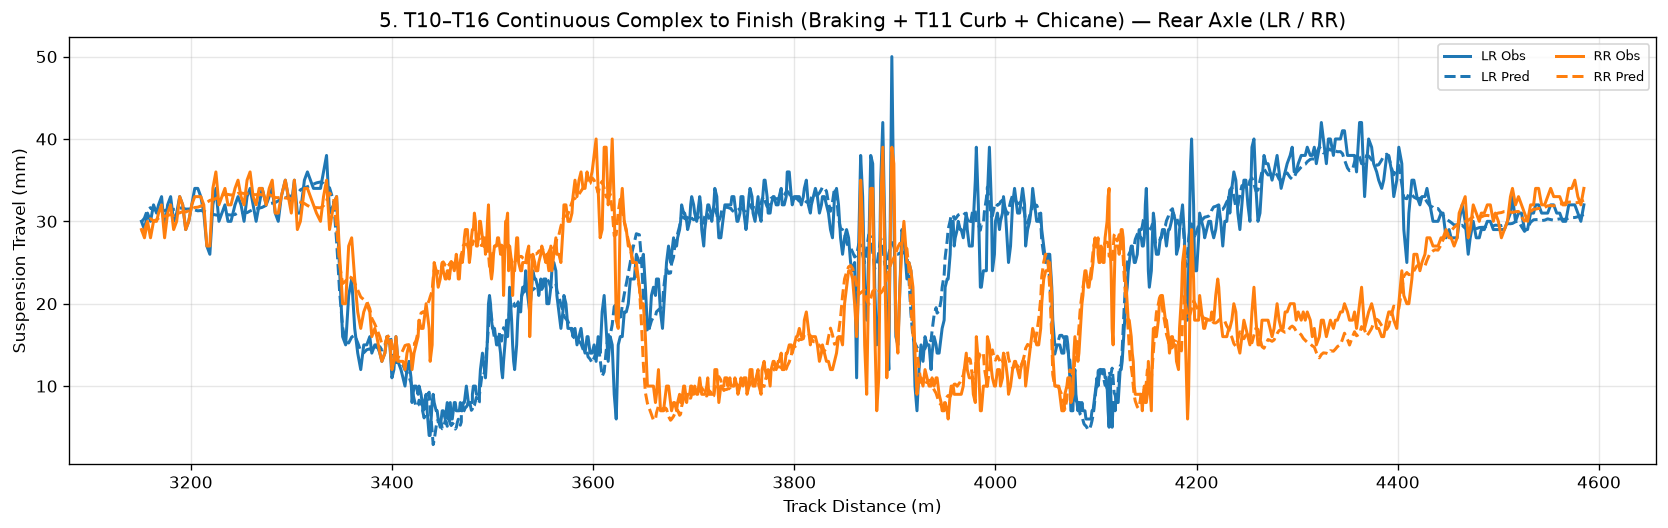 5. T10–T16 Continuous Complex to Finish (Braking + T11 Curb + Chicane) — Rear Axle (LR / RR)
LR Obs
LR Pred
RR Obs
RR Pred
Suspension Travel (mm)
50
40
30
20
10
3200
3400
3600
3800
4000
4200
4400
4600
Track Distance (m)